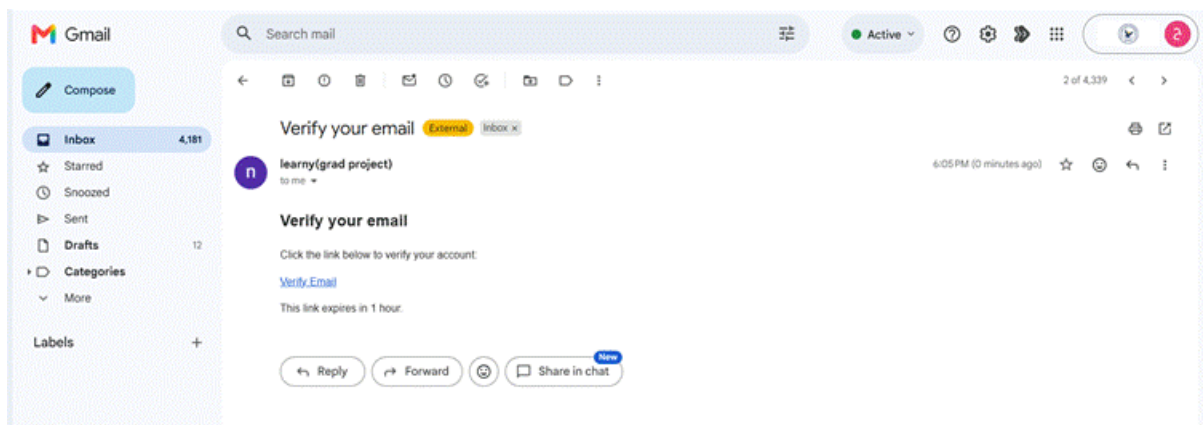 Gmail
Search mail
Active
Compose
2 of 4,339
Inbox 4,181
Starred
Snoozed
Sent
Drafts 12
Categories
More
Labels
Verify your email External Inbox x
n
learny(grad project) 6:05 PM (0 minutes ago)
to me
Verify your email
Click the link below to verify your account:
Verify Email
This link expires in 1 hour.
New
Reply Forward Share in chat